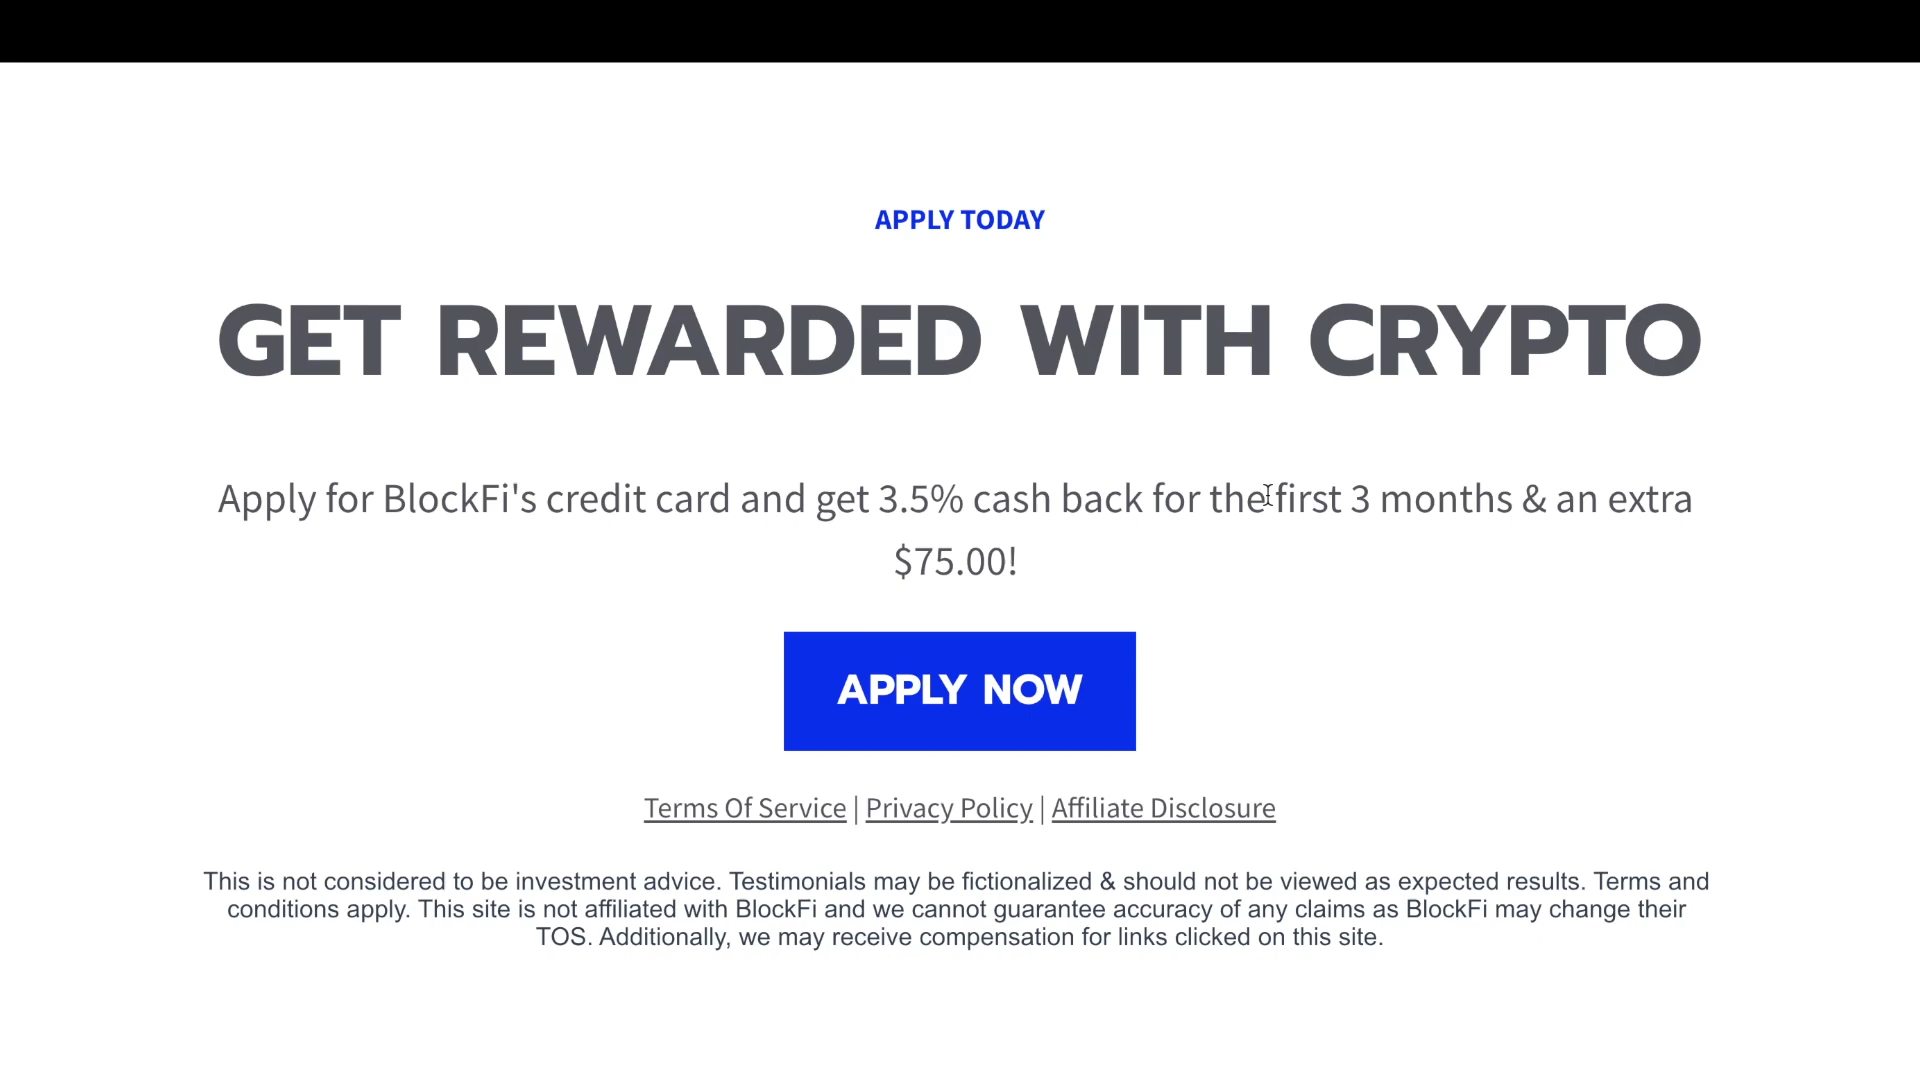 APPLY TODAY
GET REWARDED WITH CRYPTO
Apply for BlockFi's credit card and get 3.5% cash back for the first 3 months & an extra
$75.00!
APPLY NOW
Terms Of Service | Privacy Policy | Affiliate Disclosure
This is not considered to be investment advice. Testimonials may be fictionalized & should not be viewed as expected results. Terms and
conditions apply. This site is not affiliated with BlockFi and we cannot guarantee accuracy of any claims as BlockFi may change their
TOS. Additionally, we may receive compensation for links clicked on this site.